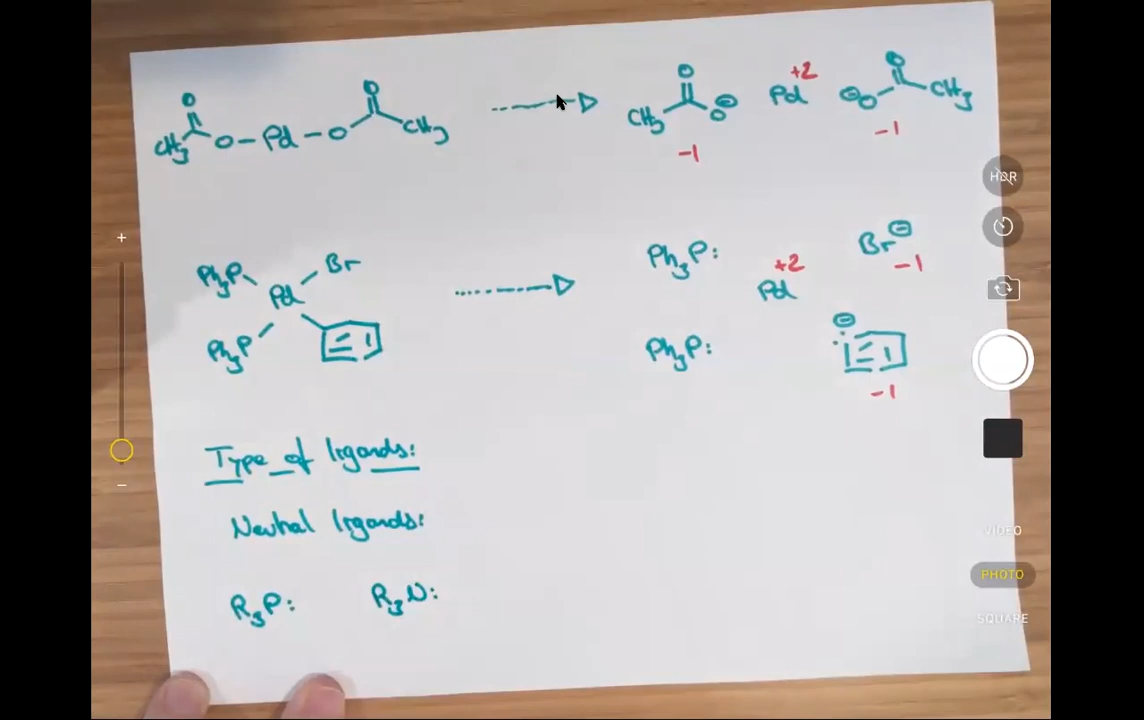 O O +2 O
CH3 O – Pd – O CH3 CH3 O⊖ Pd ⊖O CH3
-1 -1
HDR
+
Ph3P Br Ph3P: +2 Br⊖
Pd Pd -1
Ph3P Ph3P: ⊖
-1
Type of ligands:
−
Neutral ligands:
VIDEO
PHOTO
R3P: R3N:
SQUARE